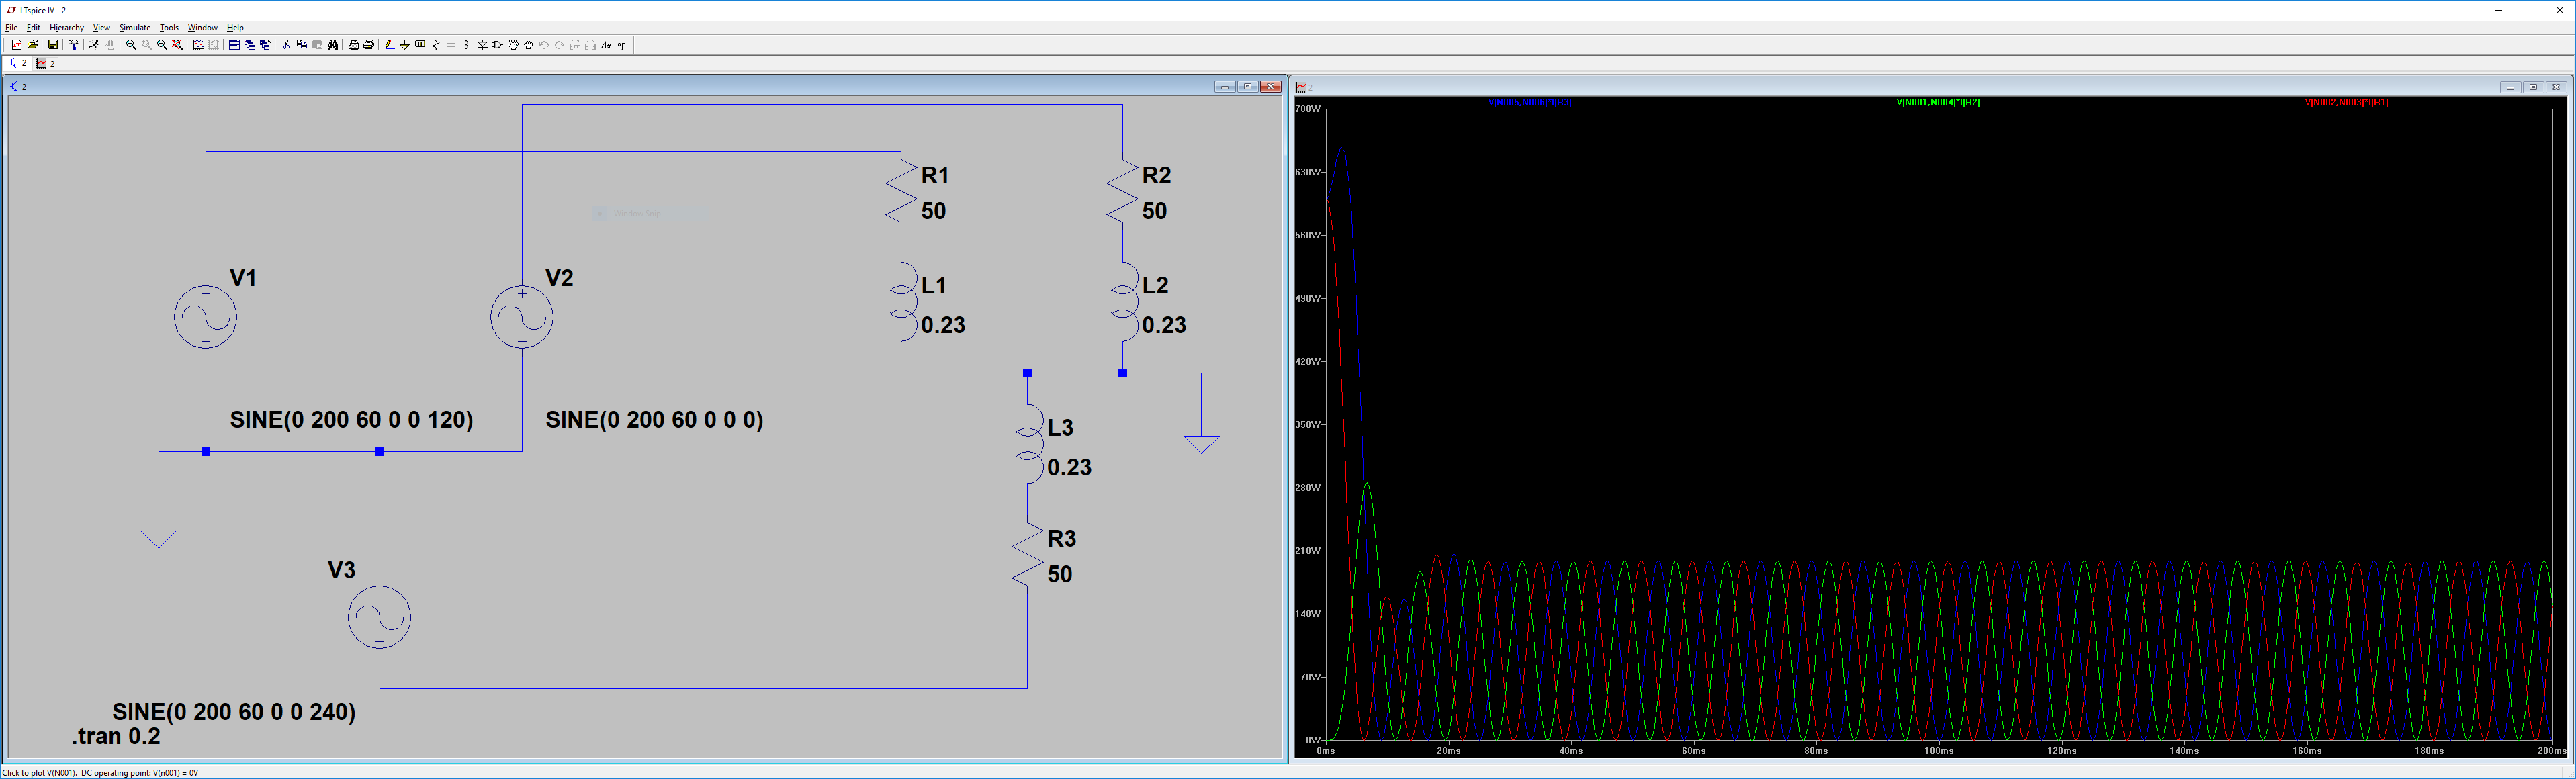 LTspice IV - 2
File Edit Hierarchy View Simulate Tools Window Help
2 2
2
V1
SINE(0 200 60 0 0 120)
V2
SINE(0 200 60 0 0 0)
V3
SINE(0 200 60 0 0 240)
.tran 0.2
R1
50
L1
0.23
R2
50
L2
0.23
L3
0.23
R3
50
2
V(N005,N006)*I(R3) V(N001,N004)*I(R2) V(N002,N003)*I(R1)
700W
630W
560W
490W
420W
350W
280W
210W
140W
70W
0W
0ms 20ms 40ms 60ms 80ms 100ms 120ms 140ms 160ms 180ms 200ms
Click to plot V(N001). DC operating point: V(n001) = 0V